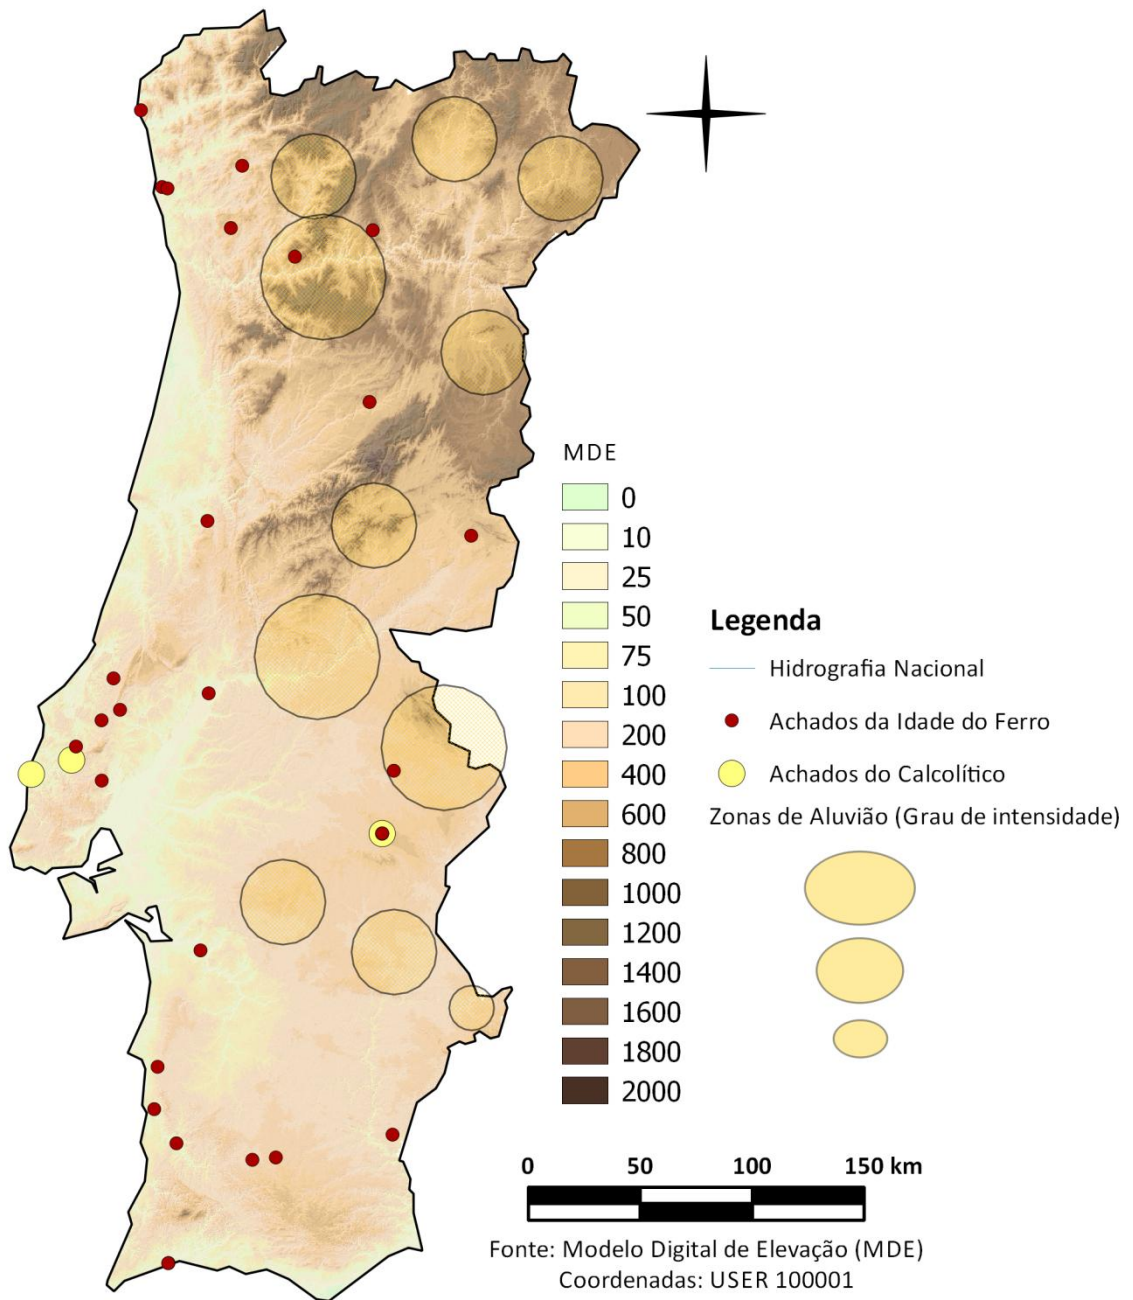 MDE
0
10
25
50
75
100
200
400
600
800
1000
1200
1400
1600
1800
2000
Legenda
Hidrografia Nacional
Achados da Idade do Ferro
Achados do Calcolítico
Zonas de Aluvião (Grau de intensidade)
0 50 100 150 km
Fonte: Modelo Digital de Elevação (MDE)
Coordenadas: USER 100001